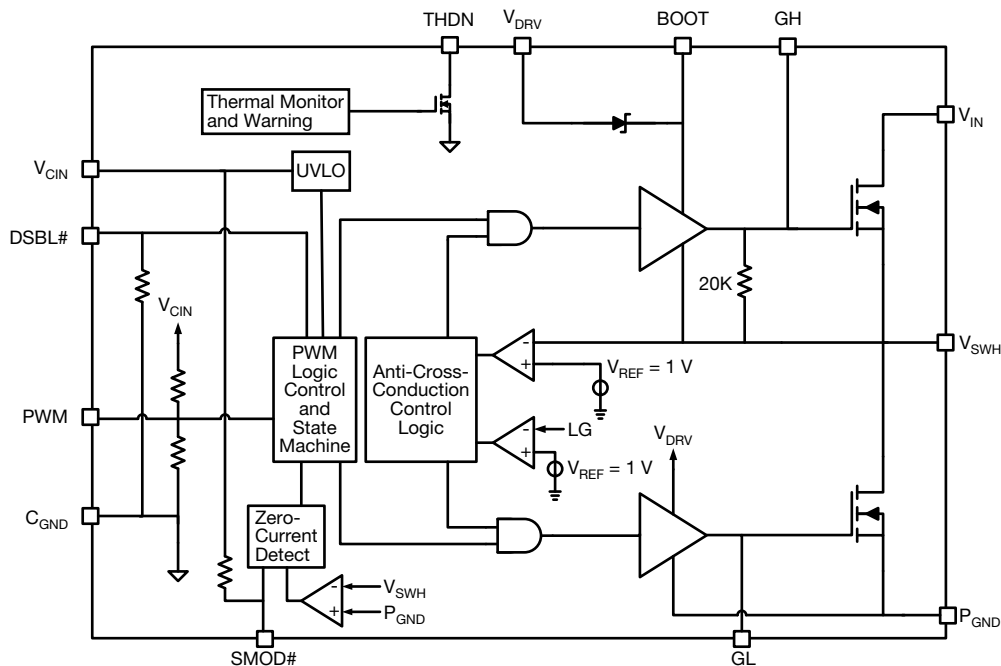 THDN
V_DRV
BOOT
GH
Thermal Monitor
and Warning
V_IN
V_CIN
UVLO
DSBL#
20K
V_CIN
V_SWH
PWM
Logic
Control
and
State
Machine
Anti-Cross-
Conduction
Control
Logic
-
+
V_REF = 1 V
PWM
-
+
LG
V_REF = 1 V
V_DRV
C_GND
Zero-
Current
Detect
-
+
V_SWH
P_GND
P_GND
SMOD#
GL